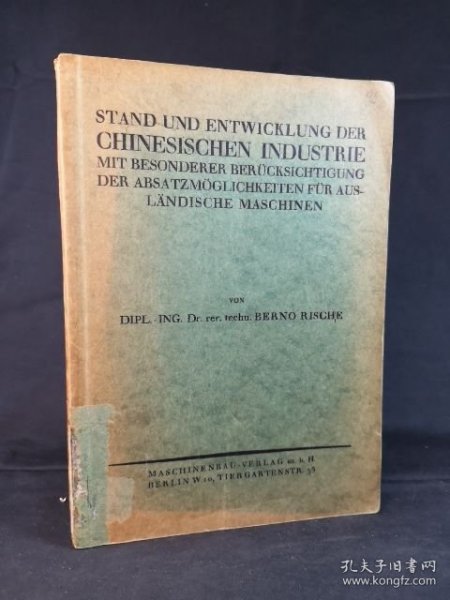 STAND UND ENTWICKLUNG DER
CHINESISCHEN INDUSTRIE
MIT BESONDERER BERÜCKSICHTIGUNG
DER ABSATZMÖGLICHKEITEN FÜR AUS-
LÄNDISCHE MASCHINEN
VON
DIPL.-ING. Dr. rer. techn. BERNO RISCHE
MASCHINENBAU-VERLAG m. b. H.
BERLIN W 10, TIERGARTENSTR. 35
孔夫子旧书网
www.kongfz.com